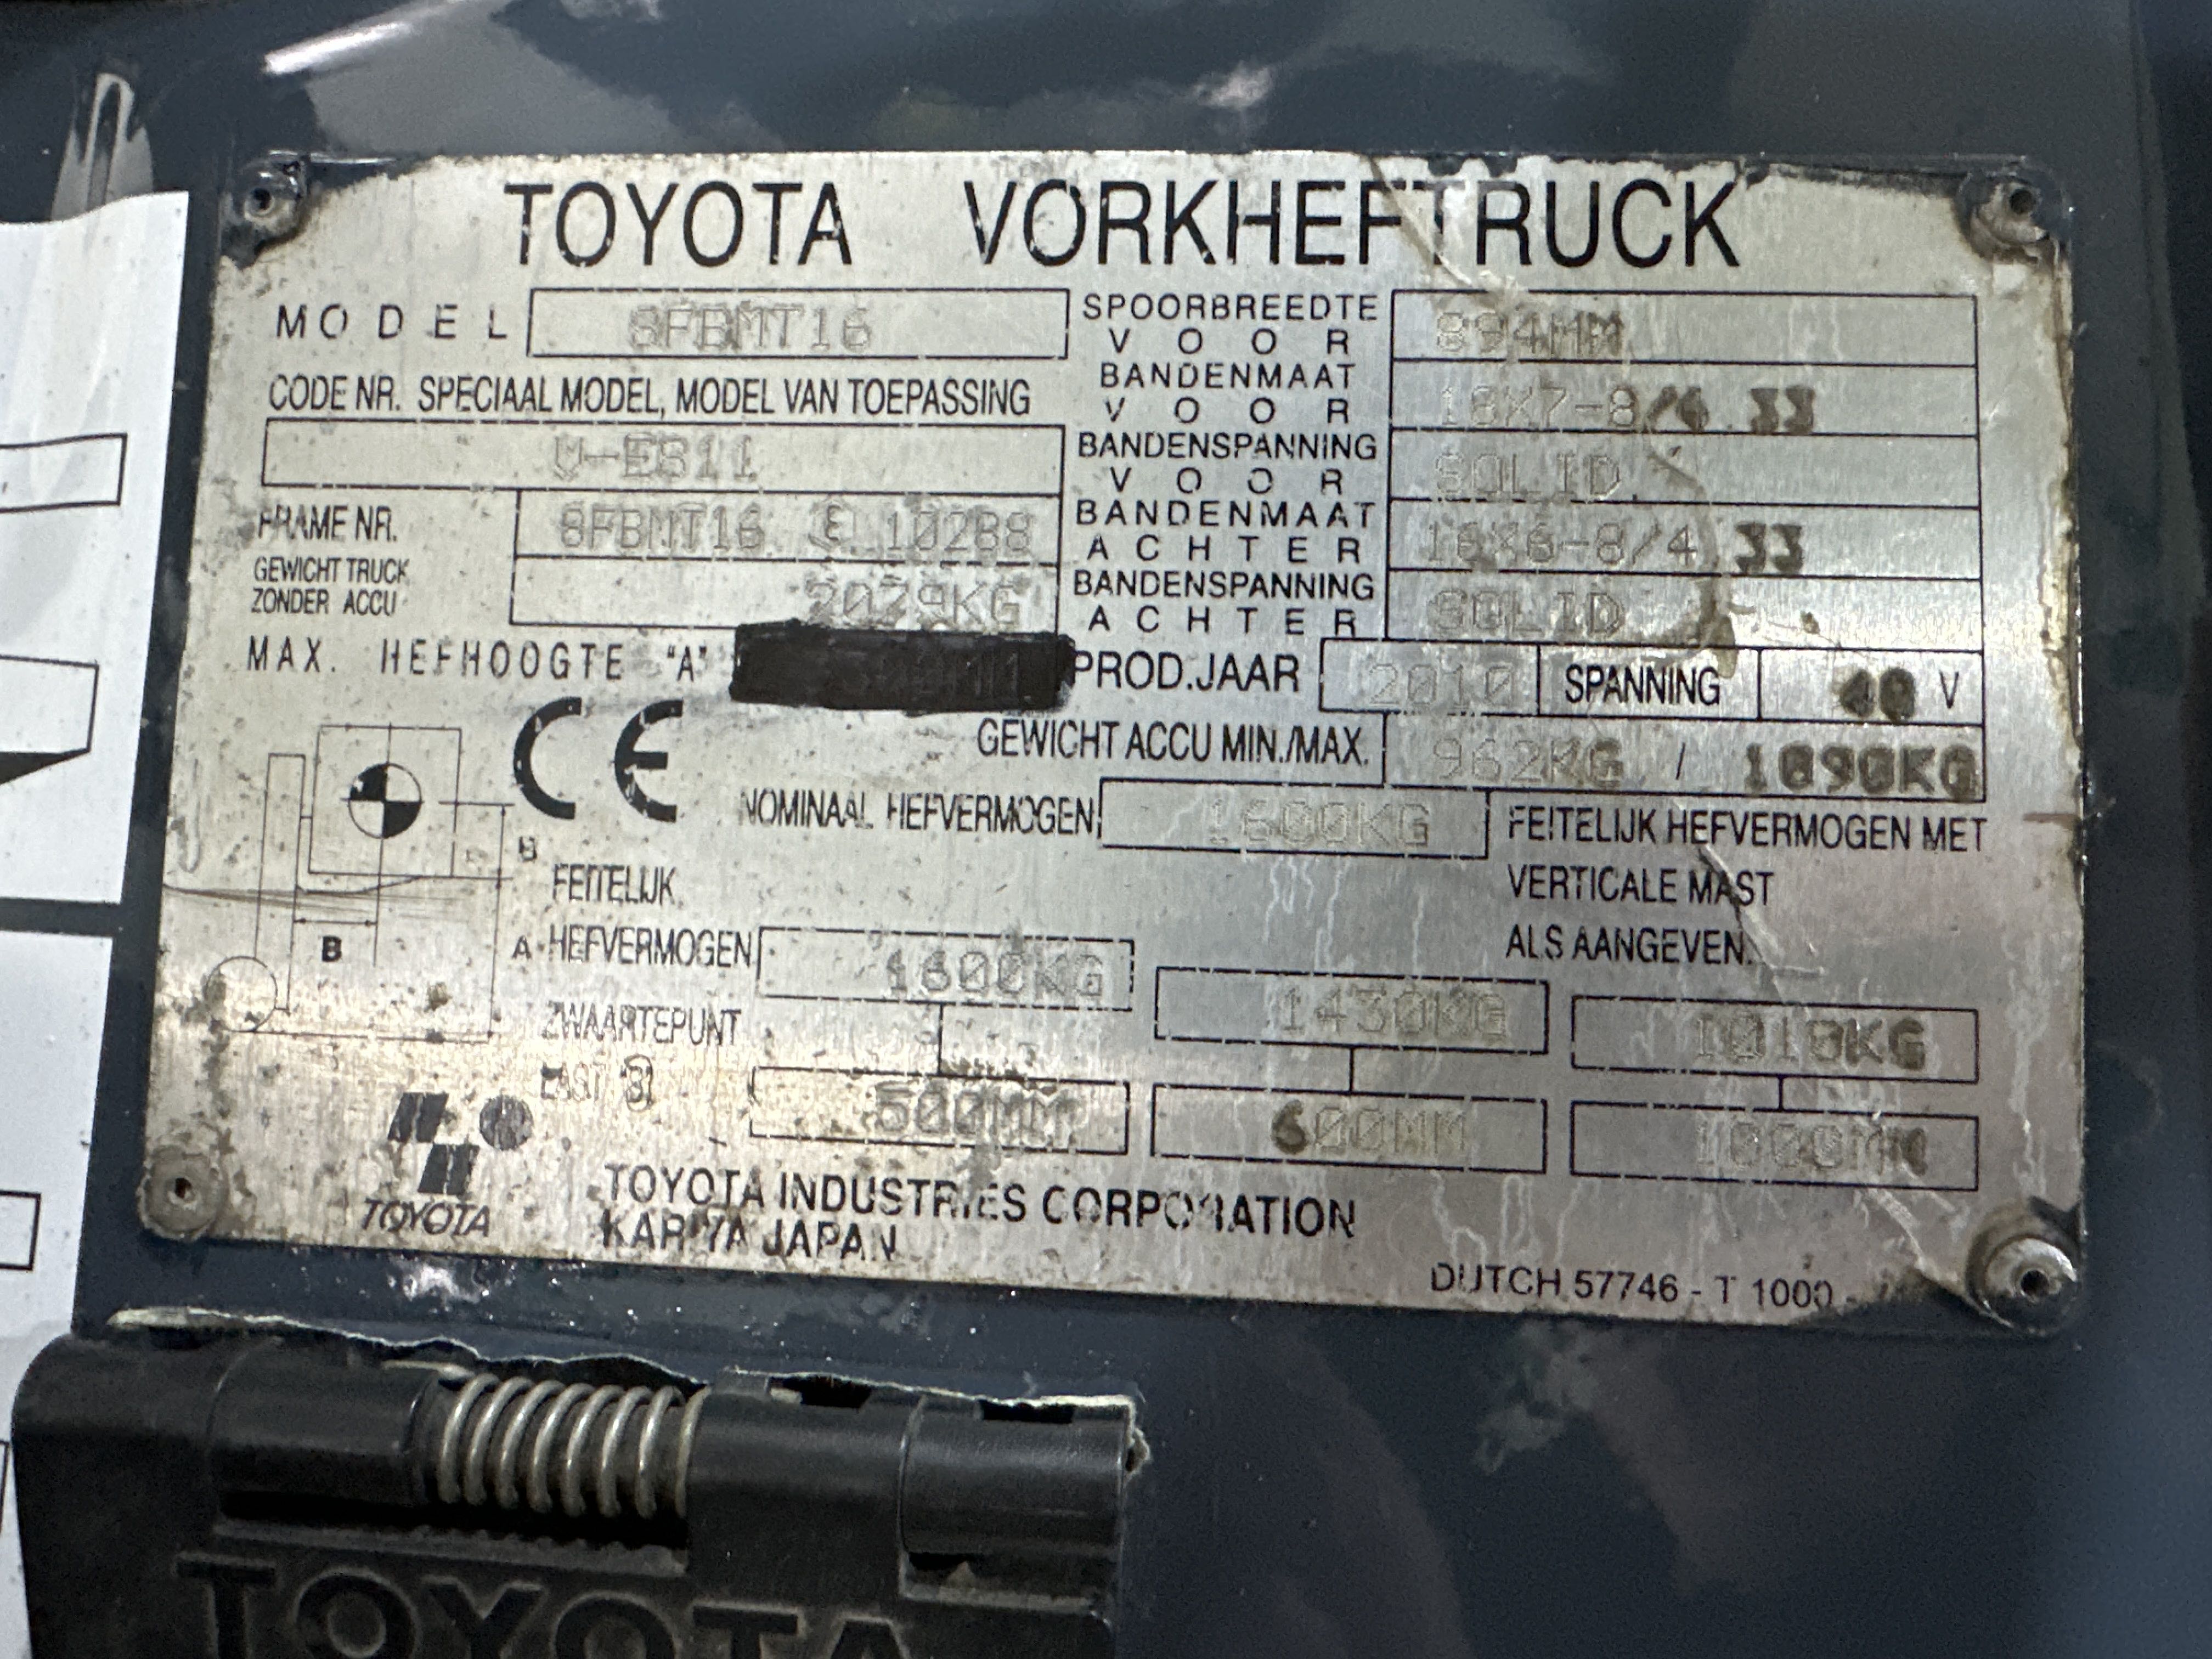 TOYOTA VORKHEFTRUCK
MODEL 8FBMT16
SPOORBREEDTE VOOR 894MM
CODE NR. SPECIAAL MODEL, MODEL VAN TOEPASSING
BANDENMAAT VOOR 18X7-8/4.33
V-E811
BANDENSPANNING VOOR SOLID
FRAME NR. 8FBMT16 E 10288
BANDENMAAT ACHTER 16X6-8/4.33
GEWICHT TRUCK ZONDER ACCU 2029KG
BANDENSPANNING ACHTER SOLID
MAX. HEFHOOGTE "A"
PROD.JAAR 2010 SPANNING 48 V
CE
GEWICHT ACCU MIN./MAX. 962KG / 1090KG
NOMINAAL HEFVERMOGEN 1600KG
FEITELIJK HEFVERMOGEN MET
VERTICALE MAST
ALS AANGEVEN.
B
B
A
FEITELIJK
HEFVERMOGEN 1600KG 1430KG 1010KG
ZWAARTEPUNT
LAST B 500MM 600MM 1000MM
TOYOTA
TOYOTA INDUSTRIES CORPORATION
KARIYA JAPAN
DUTCH 57746 - T 1000 -
TOYOTA